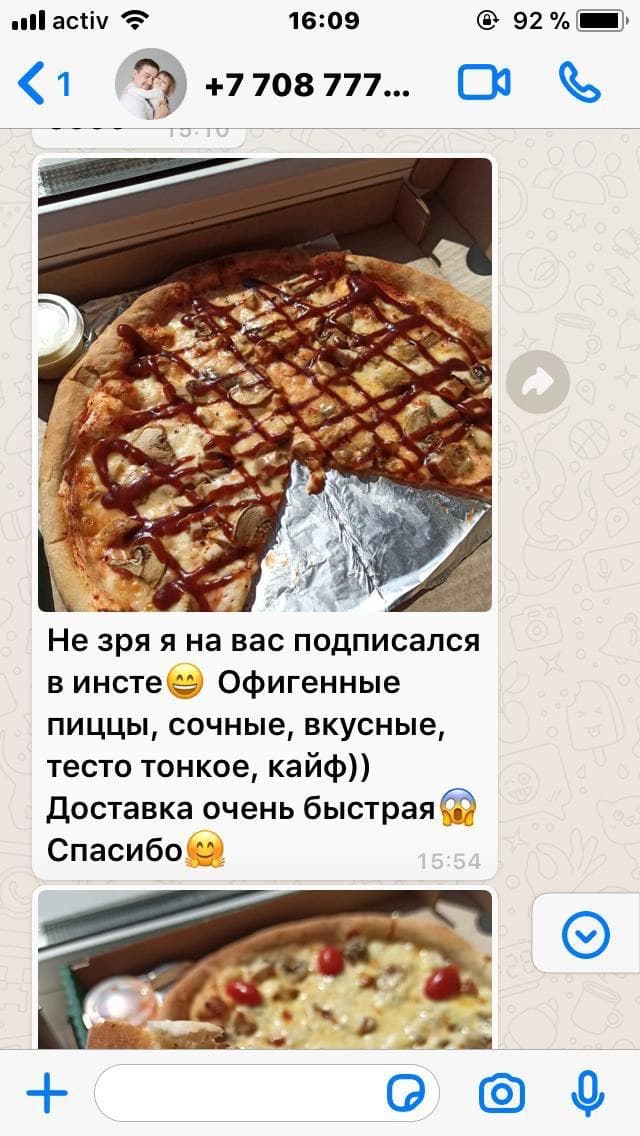 activ 16:09 92 %
1 +7 708 777...
15:10
Не зря я на вас подписался
в инсте😄 Офигенные
пиццы, сочные, вкусные,
тесто тонкое, кайф))
Доставка очень быстрая😱
Спасибо🤗 15:54